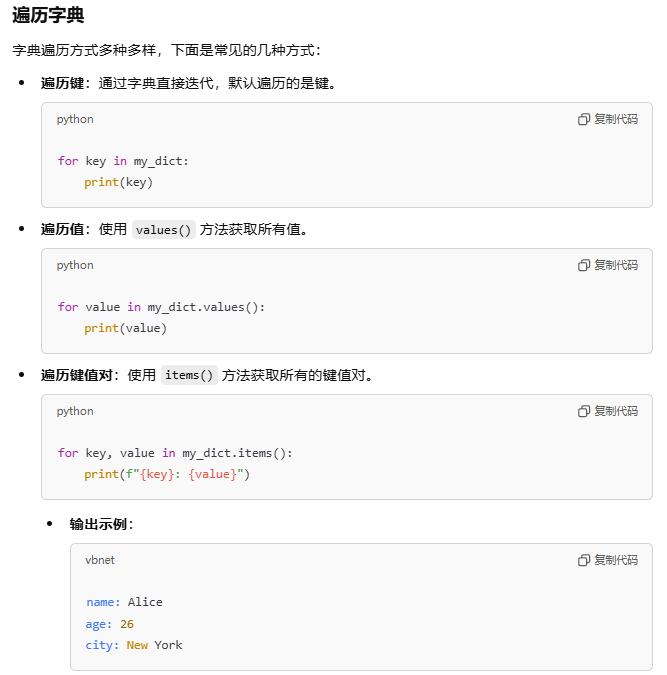 遍历字典
字典遍历方式多种多样，下面是常见的几种方式：
遍历键：通过字典直接迭代，默认遍历的是键。
python 复制代码
for key in my_dict:
    print(key)
遍历值：使用 values() 方法获取所有值。
python 复制代码
for value in my_dict.values():
    print(value)
遍历键值对：使用 items() 方法获取所有的键值对。
python 复制代码
for key, value in my_dict.items():
    print(f"{key}: {value}")
输出示例：
vbnet 复制代码
name: Alice
age: 26
city: New York